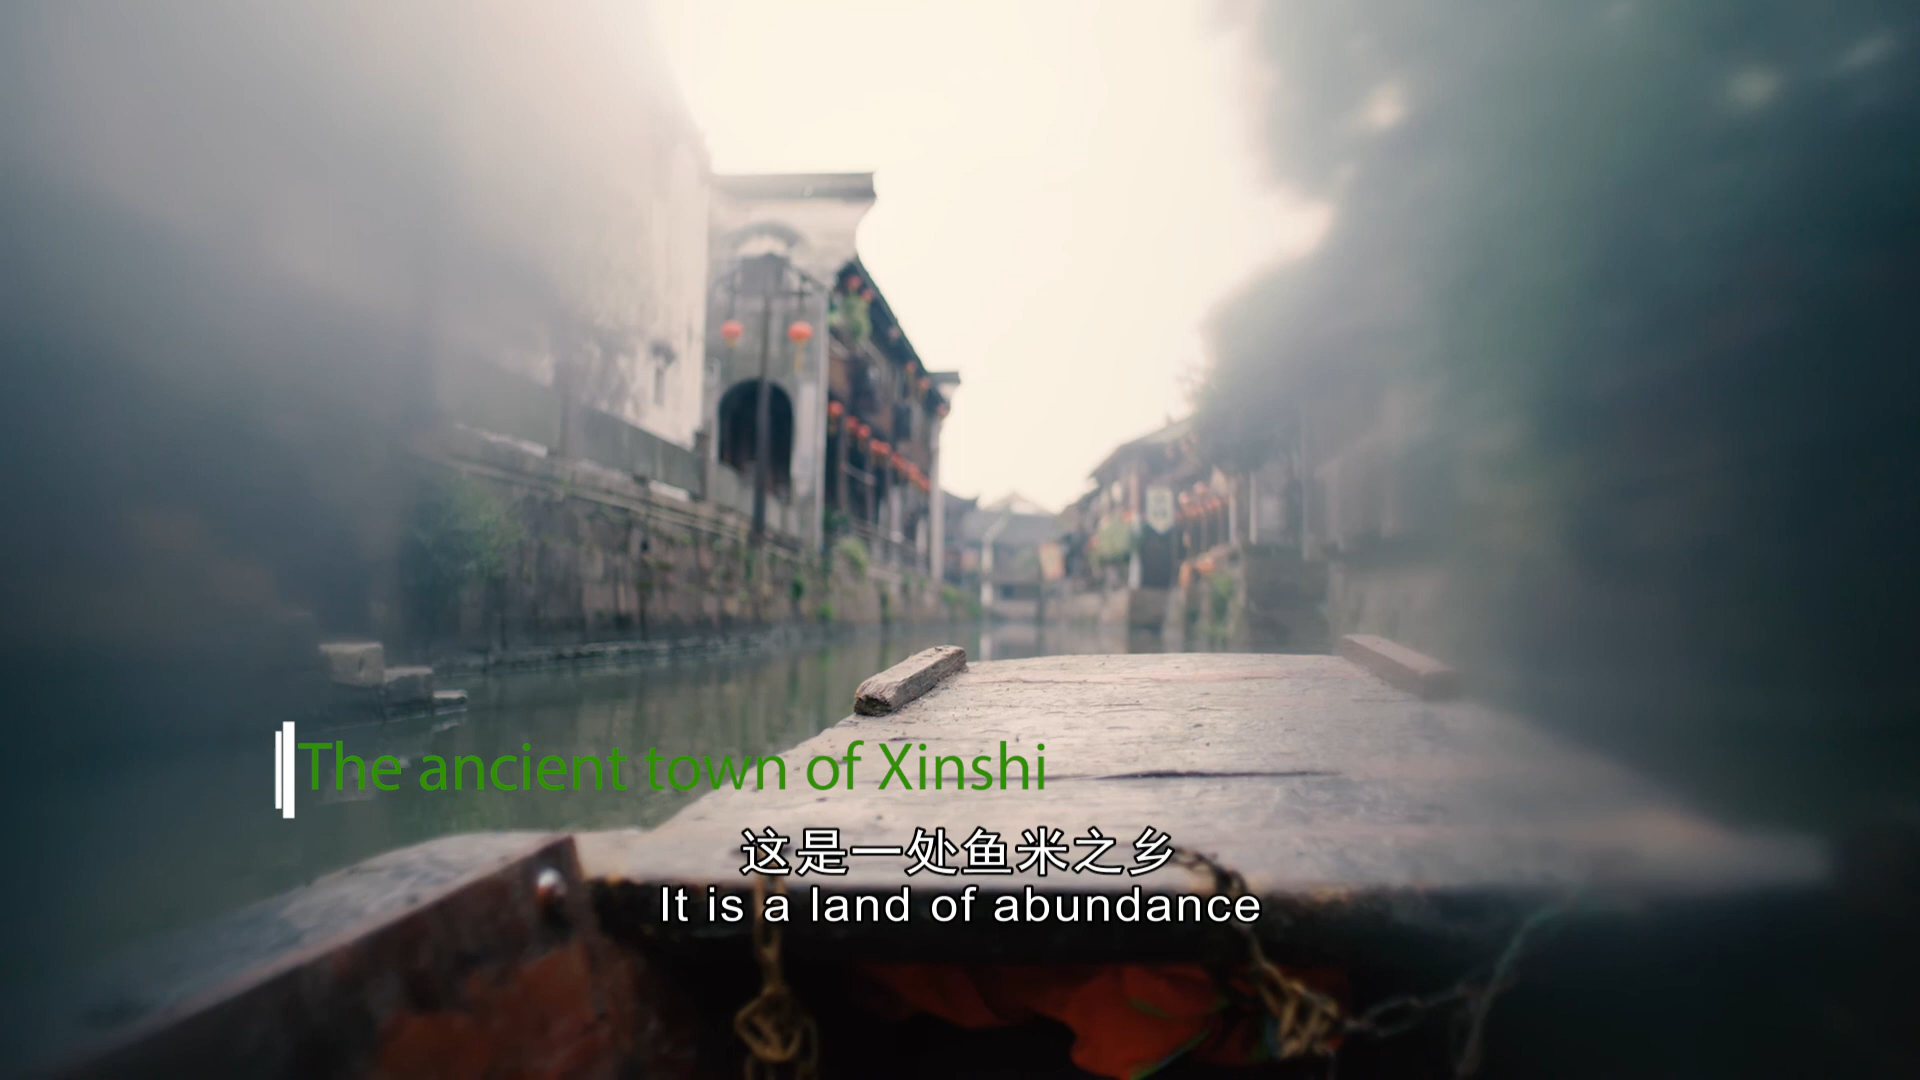 The ancient town of Xinshi
这是一处鱼米之乡
It is a land of abundance